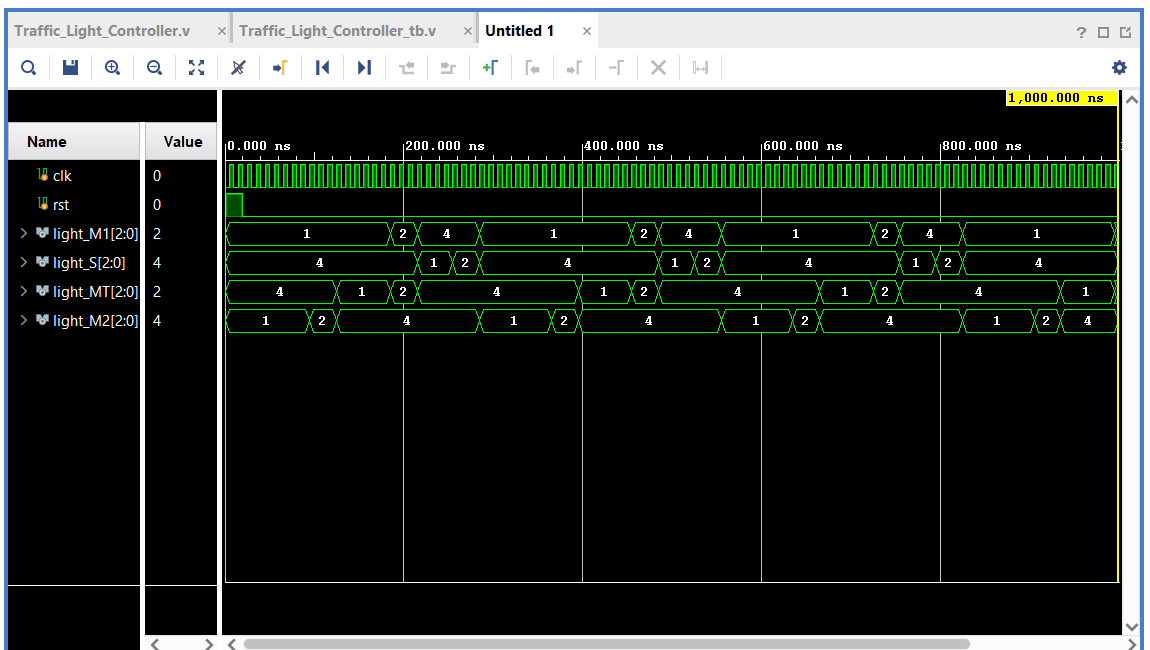 Traffic_Light_Controller.v × Traffic_Light_Controller_tb.v × Untitled 1 ×
?
1,000.000 ns
Name Value
0.000 ns 200.000 ns 400.000 ns 600.000 ns 800.000 ns
clk 0
rst 0
light_M1[2:0] 2 1 2 4 1 2 4 1 2 4 1
light_S[2:0] 4 4 1 2 4 1 2 4 1 2 4
light_MT[2:0] 2 4 1 2 4 1 2 4 1 2 4 1
light_M2[2:0] 4 1 2 4 1 2 4 1 2 4 1 2 4